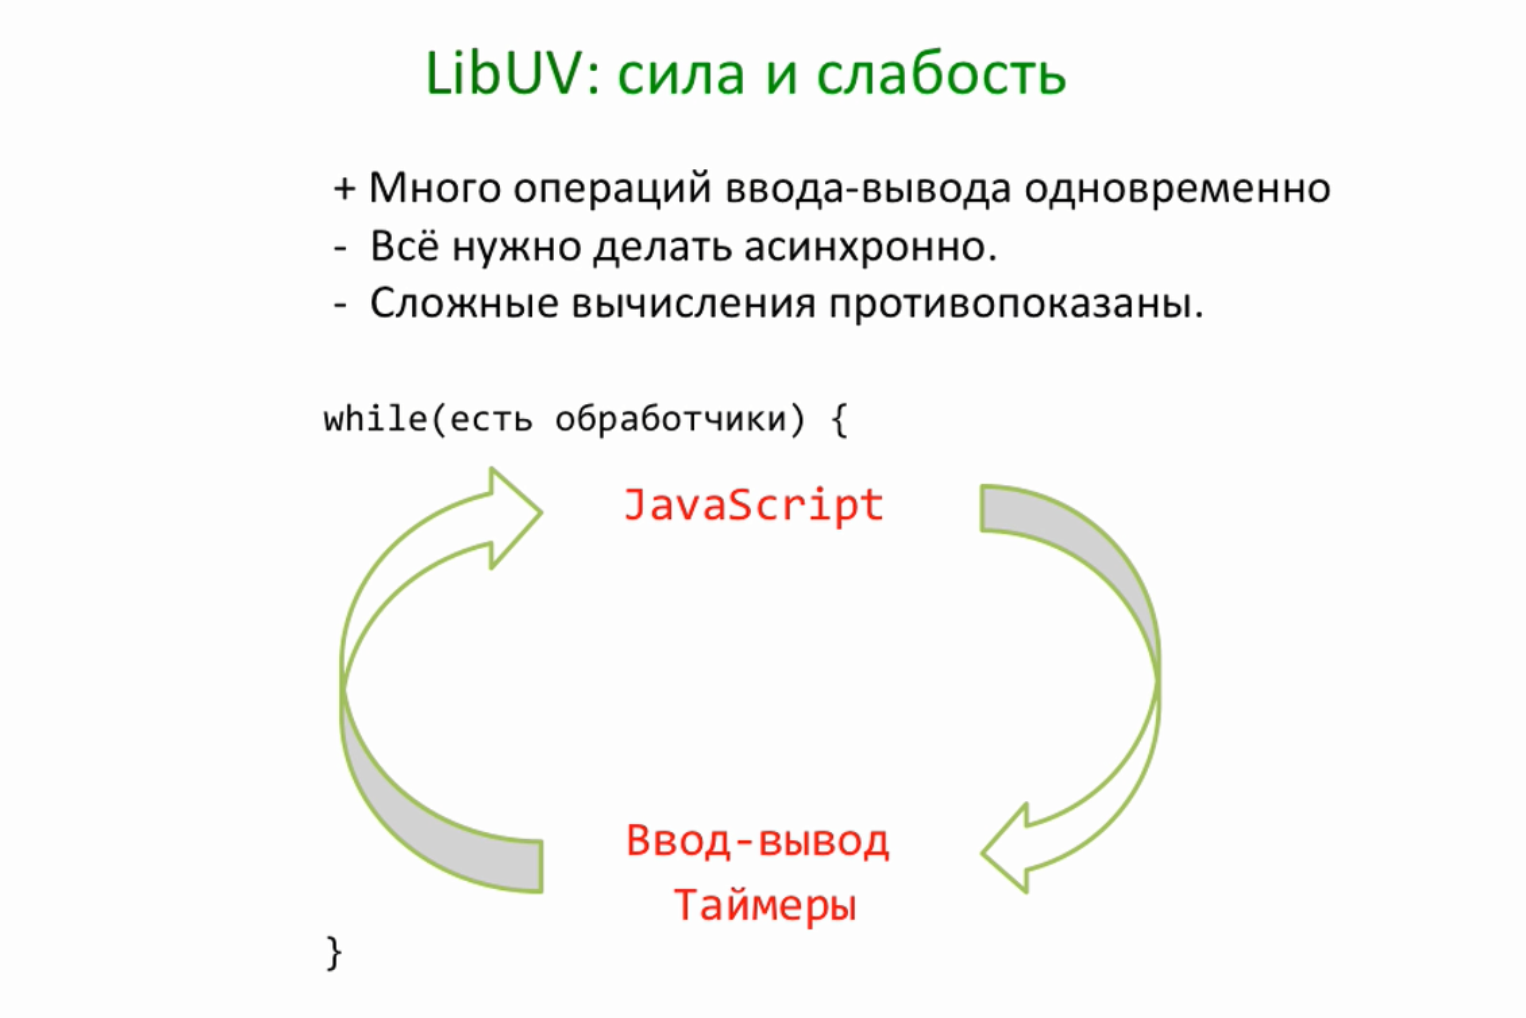 LibUV: сила и слабость
+ Много операций ввода-вывода одновременно
- Всё нужно делать асинхронно.
- Сложные вычисления противопоказаны.
while(есть обработчики) {
JavaScript
Ввод-вывод
Таймеры
}